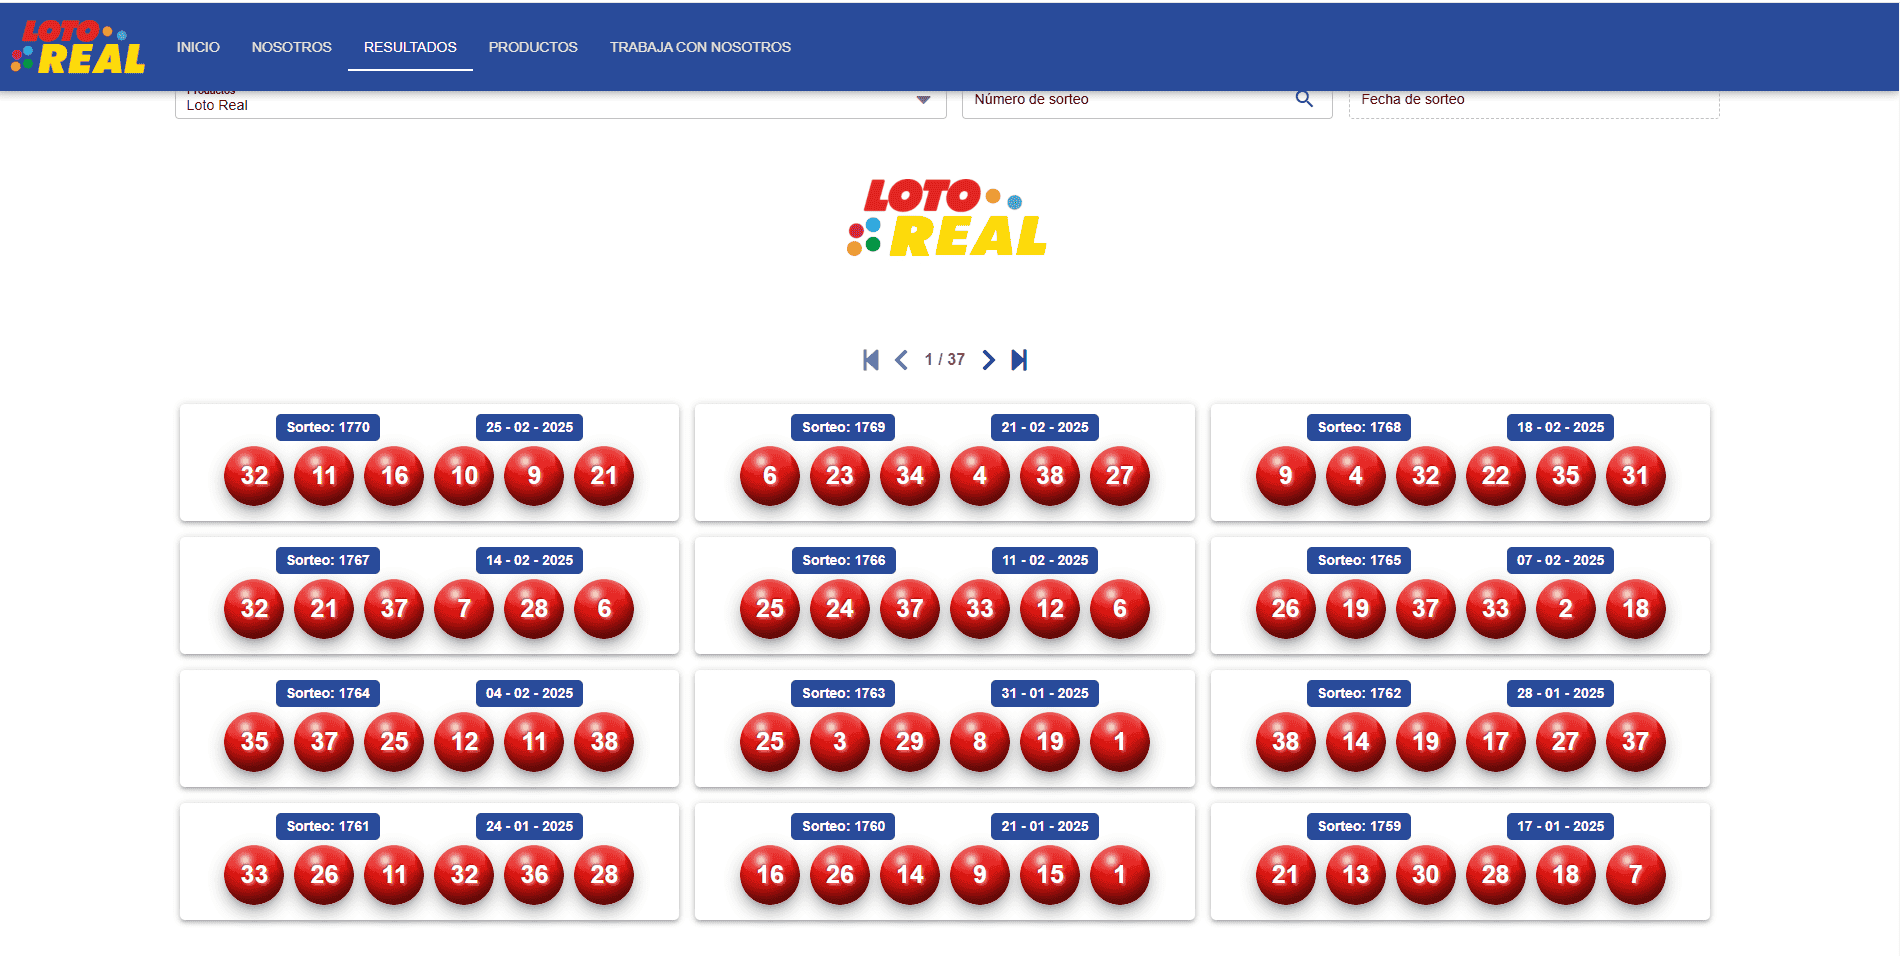 LOTO
REAL
INICIO NOSOTROS RESULTADOS PRODUCTOS TRABAJA CON NOSOTROS
Productos
Loto Real Número de sorteo Fecha de sorteo
LOTO
REAL
1 / 37
Sorteo: 1770 25 - 02 - 2025
32 11 16 10 9 21
Sorteo: 1769 21 - 02 - 2025
6 23 34 4 38 27
Sorteo: 1768 18 - 02 - 2025
9 4 32 22 35 31
Sorteo: 1767 14 - 02 - 2025
32 21 37 7 28 6
Sorteo: 1766 11 - 02 - 2025
25 24 37 33 12 6
Sorteo: 1765 07 - 02 - 2025
26 19 37 33 2 18
Sorteo: 1764 04 - 02 - 2025
35 37 25 12 11 38
Sorteo: 1763 31 - 01 - 2025
25 3 29 8 19 1
Sorteo: 1762 28 - 01 - 2025
38 14 19 17 27 37
Sorteo: 1761 24 - 01 - 2025
33 26 11 32 36 28
Sorteo: 1760 21 - 01 - 2025
16 26 14 9 15 1
Sorteo: 1759 17 - 01 - 2025
21 13 30 28 18 7